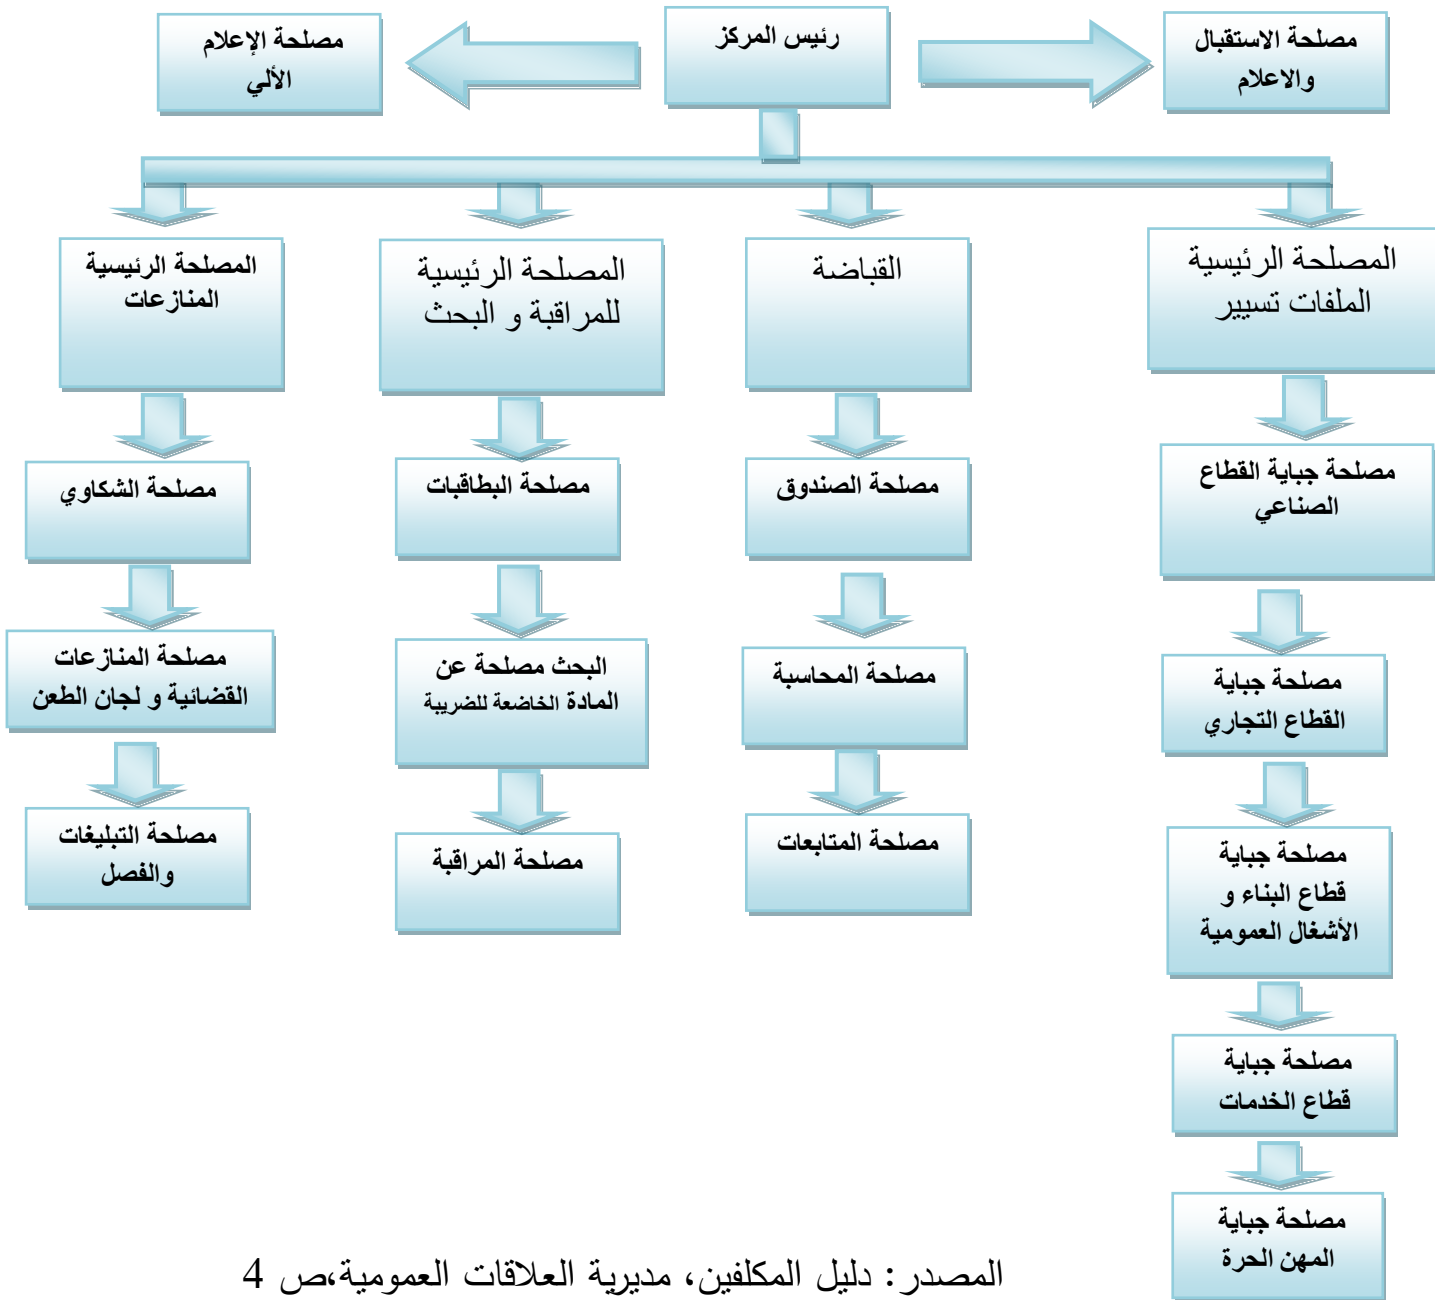 مصلحة الاستقبال
والاعلام
رئيس المركز
مصلحة الإعلام
الألي
المصلحة الرئيسية
الملفات تسيير
القباضة
المصلحة الرئيسية
للمراقبة و البحث
المصلحة الرئيسية
المنازعات
مصلحة جباية القطاع
الصناعي
مصلحة الصندوق
مصلحة البطاقبات
مصلحة الشكاوي
مصلحة جباية
القطاع التجاري
مصلحة المحاسبة
البحث مصلحة عن
المادة الخاضعة للضريبة
مصلحة المنازعات
القضائية و لجان الطعن
مصلحة جباية
قطاع البناء و
الأشغال العمومية
مصلحة المتابعات
مصلحة المراقبة
مصلحة التبليغات
والفصل
مصلحة جباية
قطاع الخدمات
مصلحة جباية
المهن الحرة
المصدر: دليل المكلفين، مديرية العلاقات العمومية،ص 4